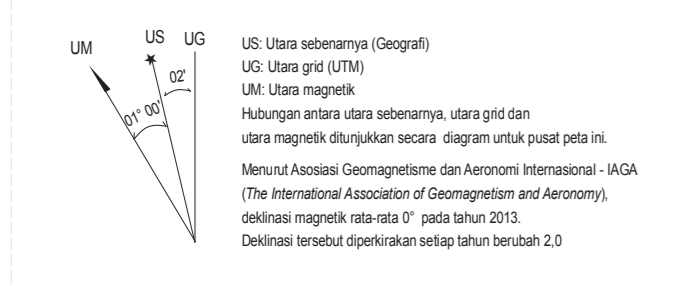 UM
US
UG
02'
01° 00'
US: Utara sebenarnya (Geografi)
UG: Utara grid (UTM)
UM: Utara magnetik
Hubungan antara utara sebenarnya, utara grid dan
utara magnetik ditunjukkan secara diagram untuk pusat peta ini.
Menurut Asosiasi Geomagnetisme dan Aeronomi Internasional - IAGA
(The International Association of Geomagnetism and Aeronomy),
deklinasi magnetik rata-rata 0° pada tahun 2013.
Deklinasi tersebut diperkirakan setiap tahun berubah 2,0